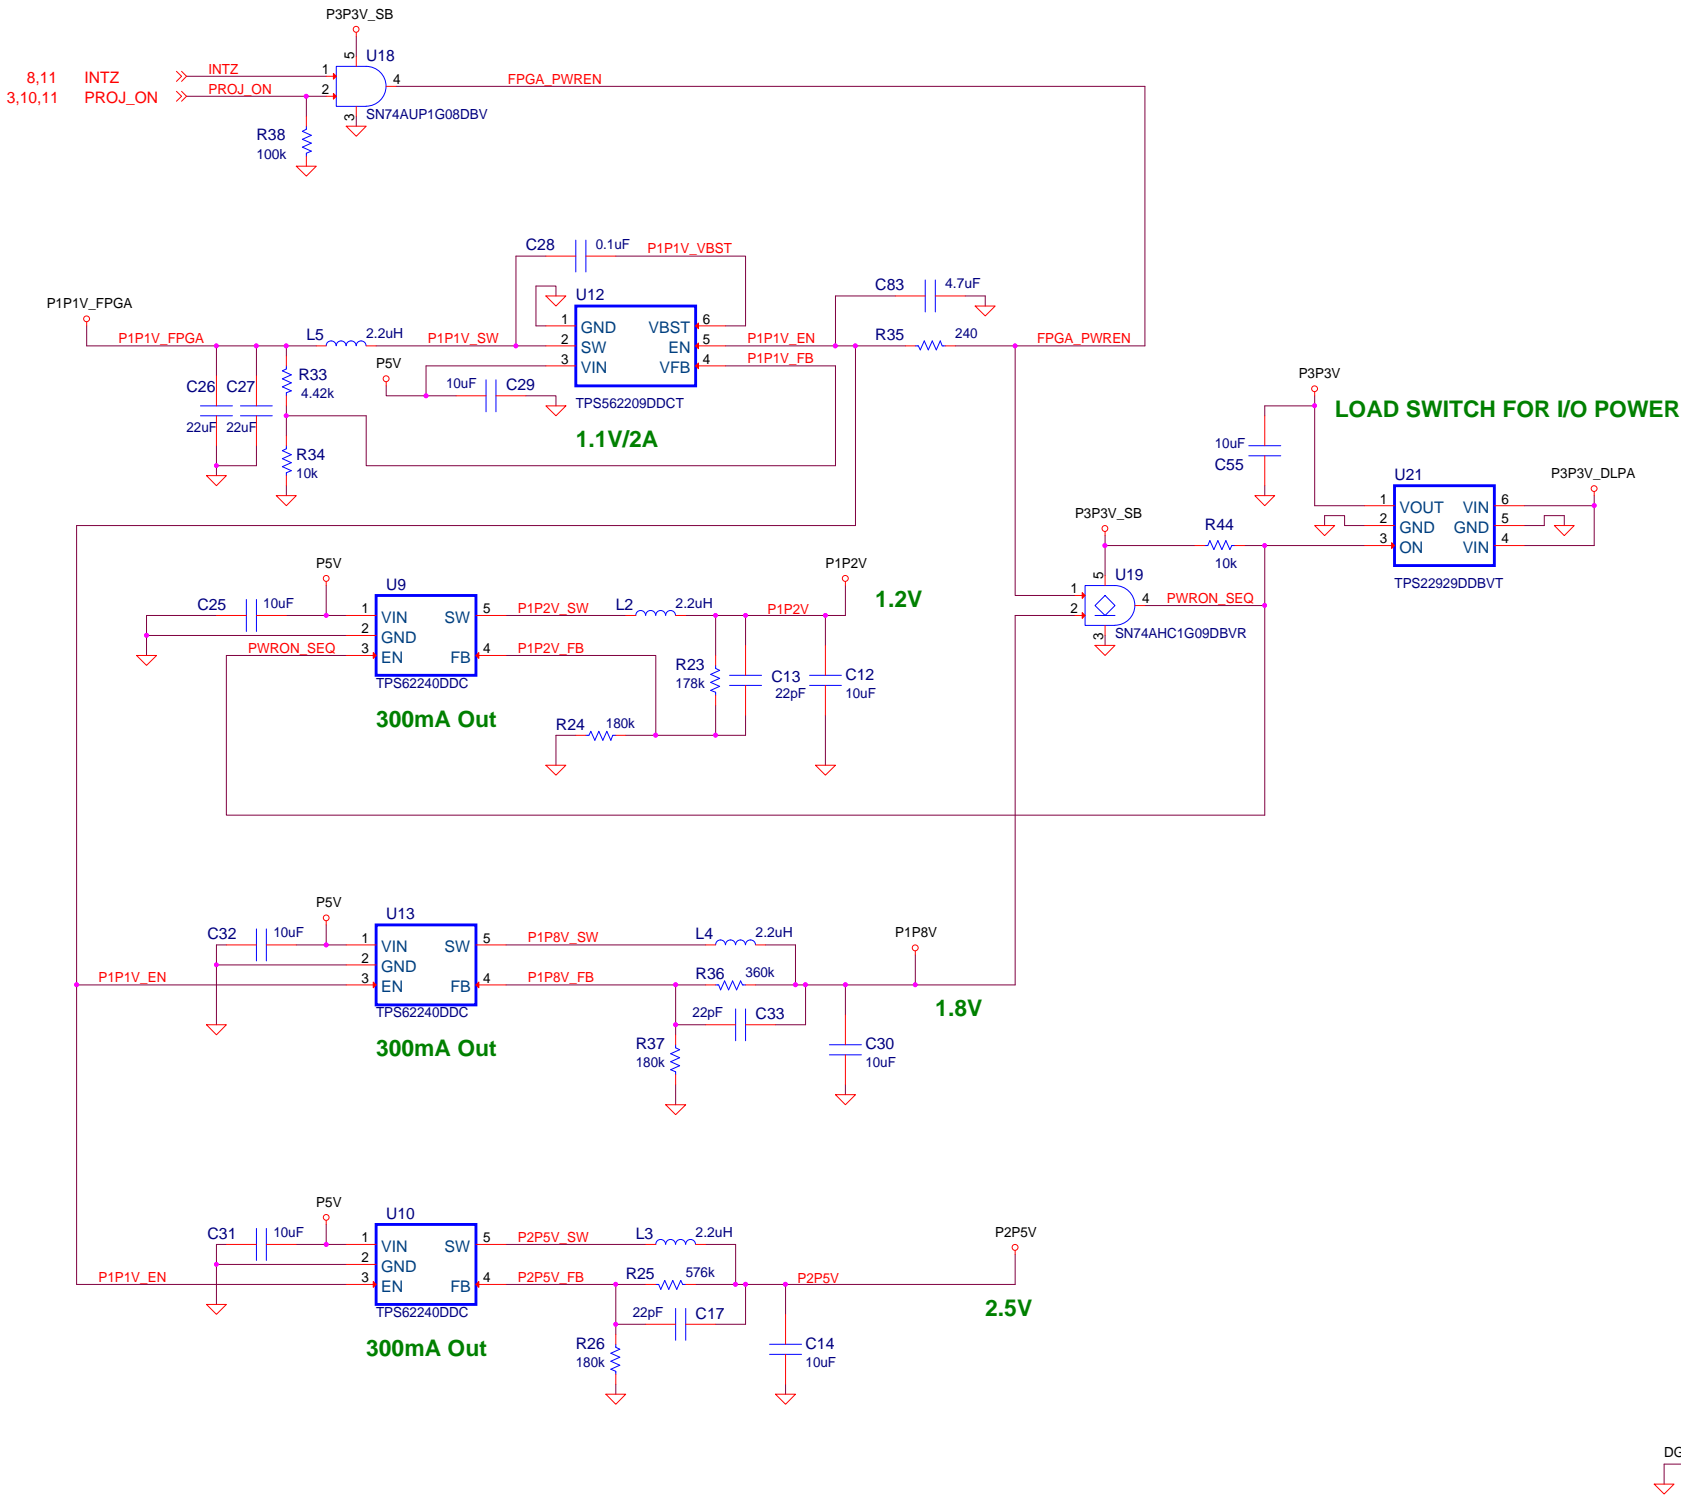 P3P3V_SB
5
U18
8,11 INTZ INTZ 1
4 FPGA_PWREN
3,10,11 PROJ_ON PROJ_ON 2
SN74AUP1G08DBV
3
R38
100k
C28 0.1uF P1P1V_VBST
C83 4.7uF
P1P1V_FPGA
U12
1 GND VBST 6
P1P1V_FPGA L5 2.2uH P1P1V_SW 2 SW EN 5 P1P1V_EN R35 240 FPGA_PWREN
P5V 3 VIN VFB 4 P1P1V_FB
R33
4.42k
C26 C27
22uF 22uF
10uF C29
TPS562209DDCT
1.1V/2A
R34
10k
P3P3V
LOAD SWITCH FOR I/O POWER
10uF
C55
U21
P3P3V_DLPA
1 VOUT VIN 6
2 GND GND 5
3 ON VIN 4
TPS22929DDBVT
P3P3V_SB
R44
10k
5
U19
1
2
4 PWRON_SEQ
SN74AHC1G09DBVR
3
P5V
U9
P1P2V
1.2V
C25 10uF
1 VIN SW 5 P1P2V_SW L2 2.2uH P1P2V
2 GND
PWRON_SEQ 3 EN FB 4 P1P2V_FB
TPS62240DDC
R23
178k
C13
22pF
C12
10uF
300mA Out
R24 180k
P5V
U13
P1P8V
C32 10uF
1 VIN SW 5 P1P8V_SW L4 2.2uH
2 GND
P1P1V_EN 3 EN FB 4 P1P8V_FB R36 360k
TPS62240DDC
22pF C33
1.8V
300mA Out
R37
180k
C30
10uF
P5V
U10
P2P5V
C31 10uF
1 VIN SW 5 P2P5V_SW L3 2.2uH
2 GND
P1P1V_EN 3 EN FB 4 P2P5V_FB R25 576k P2P5V
TPS62240DDC
22pF C17
2.5V
300mA Out
R26
180k
C14
10uF